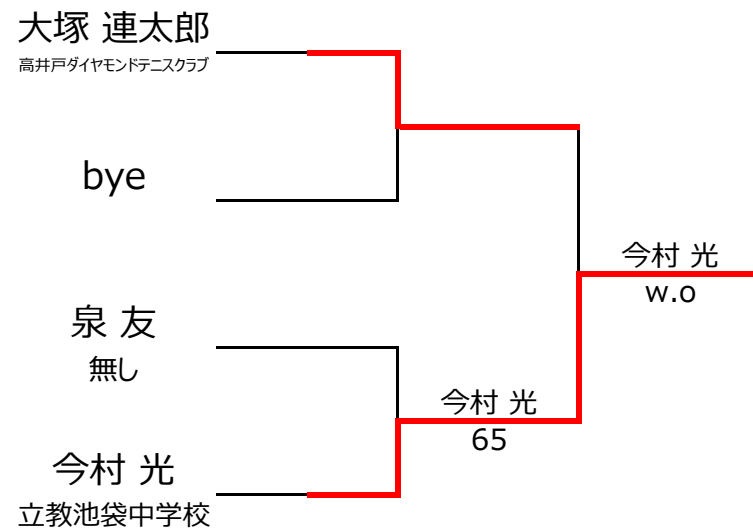 大塚 連太郎
高井戸ダイヤモンドテニスクラブ
bye
今村 光
w.o
泉 友
無し
今村 光
65
今村 光
立教池袋中学校